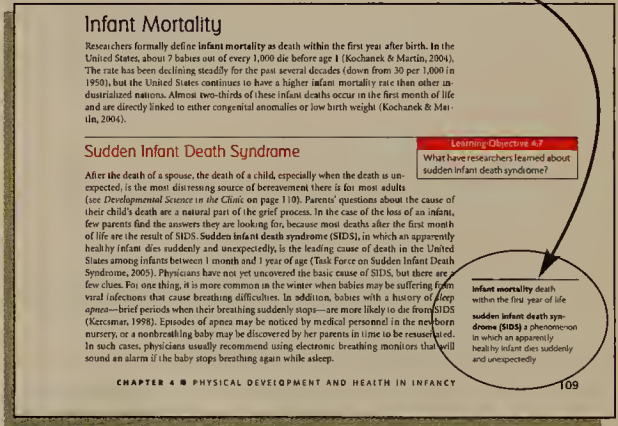 Infant Mortality
Researchers formally define infant mortality as death within the first year after birth. In the
United States, about 7 babies out of every 1,000 die before age 1 (Kochanek & Martin, 2004).
The rate has been declining steadily for the past several decades (down from 30 per 1,000 in
1950), but the United States continues to have a higher infant mortality rate than other in-
dustrialized nations. Almost two-thirds of these infant deaths occur in the first month of life
and are directly linked to either congenital anomalies or low birth weight (Kochanek & Mar-
tin, 2004).
Sudden Infant Death Syndrome
After the death of a spouse, the death of a child, especially when the death is un-
expected, is the most distressing source of bereavement there is for most adults
(see Developmental Science in the Clinic on page 110). Parents' questions about the cause of
their child's death are a natural part of the grief process. In the case of the loss of an infant,
few parents find the answers they are looking for, because most deaths after the first month
of life are the result of SIDS. Sudden infant death syndrome (SIDS), in which an apparently
healthy infant dies suddenly and unexpectedly, is the leading cause of death in the United
States among infants between 1 month and 1 year of age (Task Force on Sudden Infant Death
Syndrome, 2005). Physicians have not yet uncovered the basic cause of SIDS, but there are a
few clues. For one thing, it is more common in the winter when babies may be suffering from
viral infections that cause breathing difficulties. In addition, babies with a history of sleep
apnea—brief periods when their breathing suddenly stops—are more likely to die from SIDS
(Kercsmar, 1998). Episodes of apnea may be noticed by medical personnel in the newborn
nursery, or a nonbreathing baby may be discovered by her parents in time to be resuscitated.
In such cases, physicians usually recommend using electronic breathing monitors that will
sound an alarm if the baby stops breathing again while asleep.
Learning Objective 4.7
What have researchers learned about
sudden infant death syndrome?
infant mortality death
within the first year of life
sudden infant death syn-
drome (SIDS) a phenomenon
in which an apparently
healthy infant dies suddenly
and unexpectedly
CHAPTER 4 ■ PHYSICAL DEVELOPMENT AND HEALTH IN INFANCY
109